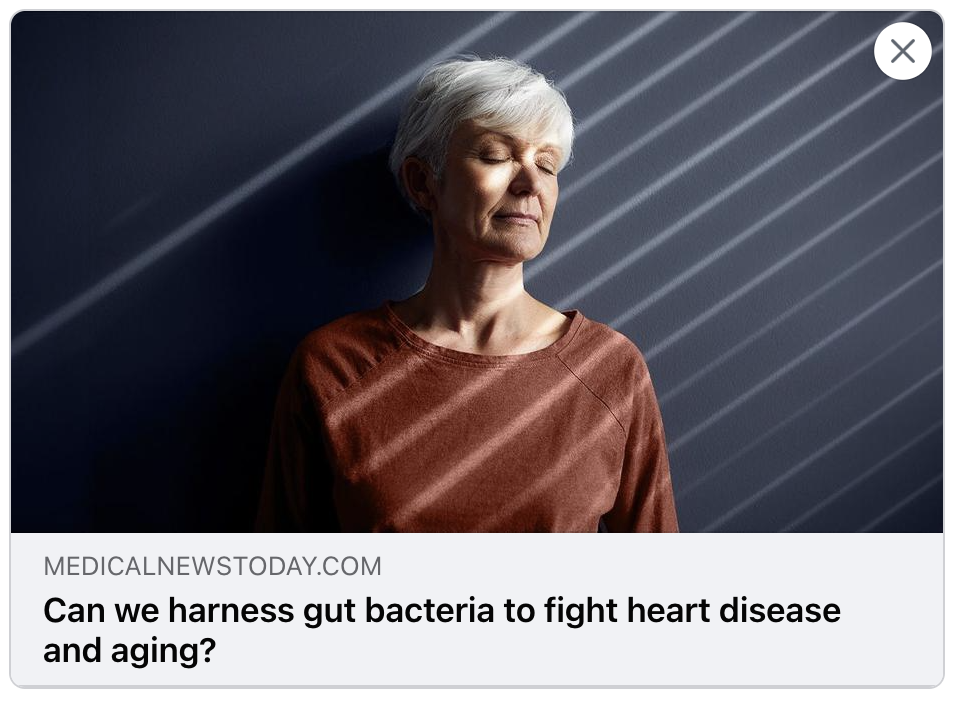 MEDICALNEWSTODAY.COM
Can we harness gut bacteria to fight heart disease
and aging?